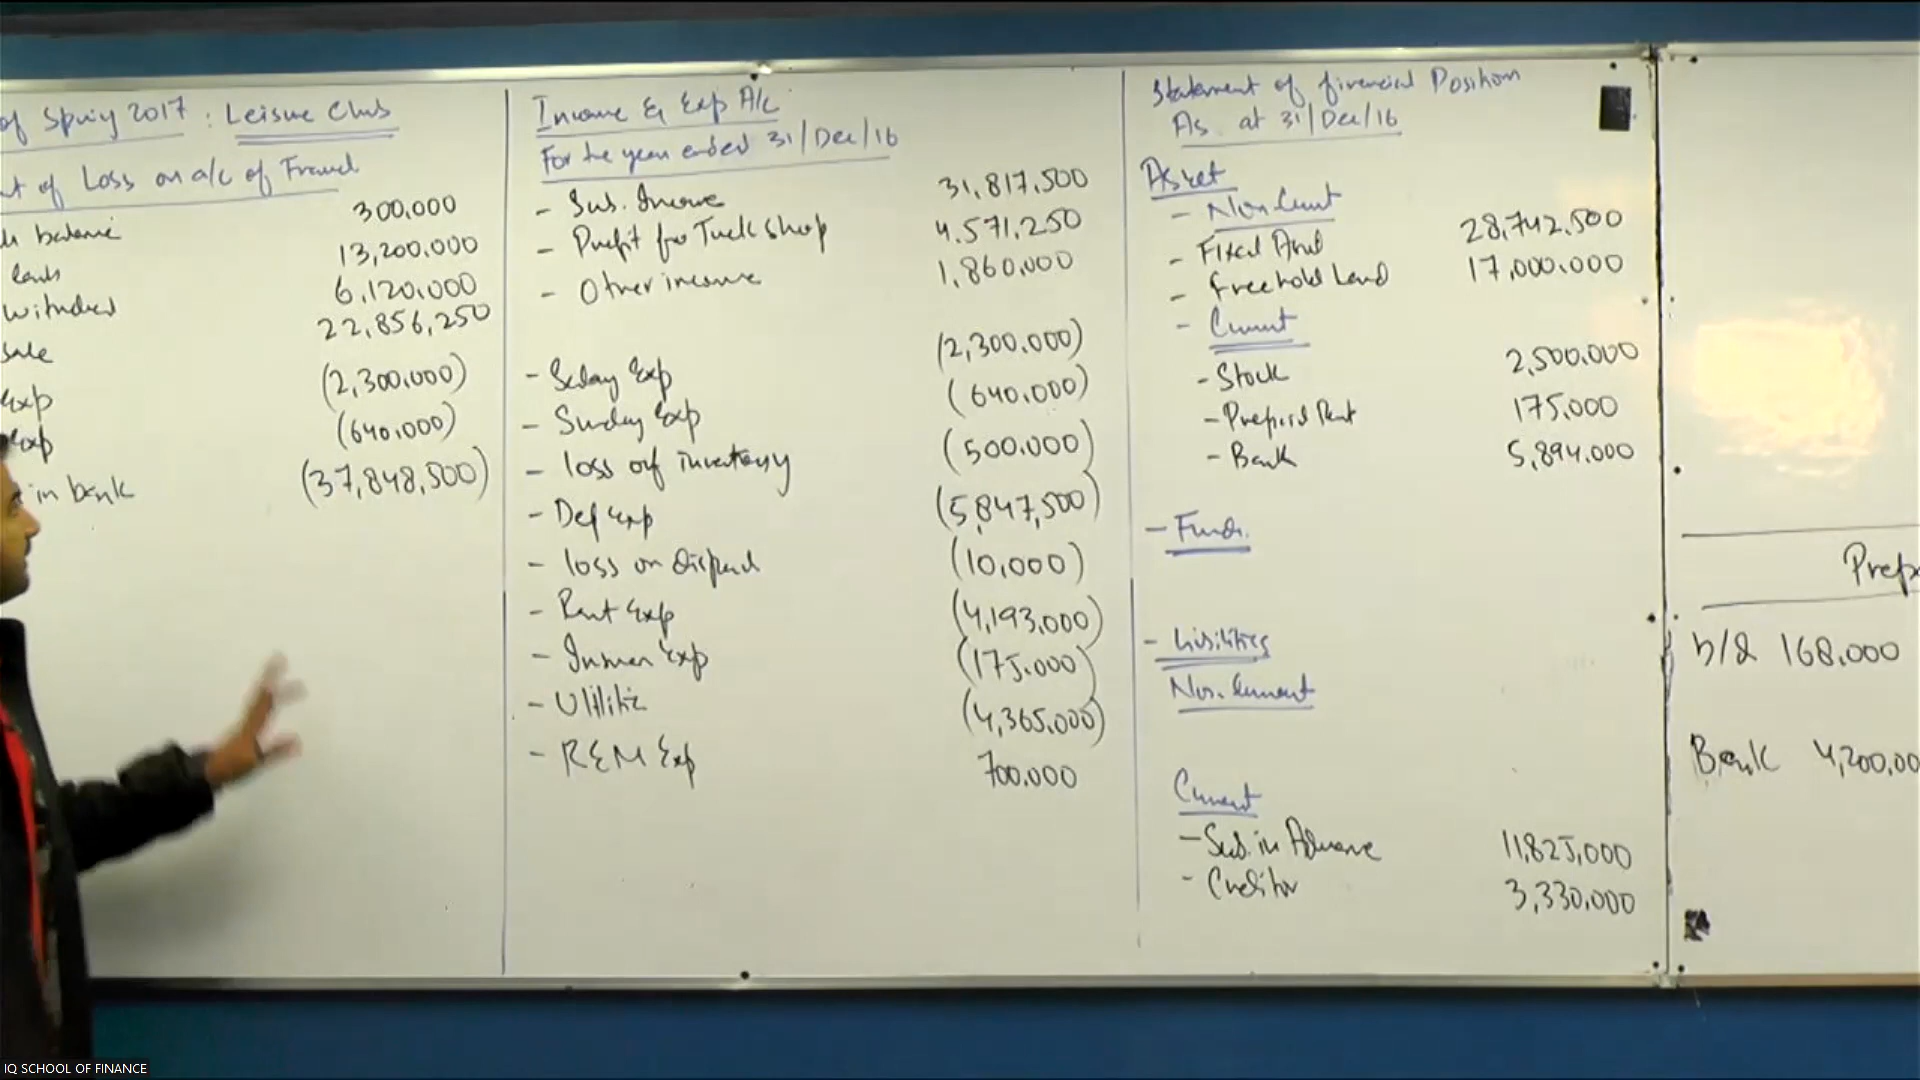 of Spring 2017 : Leisure Club
of Loss on a/c of Fraud
balance 300,000
13,200,000
withdrawl 6,120,000
Sale 22,856,250
Exp (2,300,000)
Exp (640,000)
in bank (37,848,500)
Income & Exp A/c
For the year ended 31/Dec/16
- Sub. Income 31,817,500
- Profit for Tuck Shop 4,571,250
- Other income 1,860,000
- Salary Exp (2,300,000)
- Sunday Exp (640,000)
- loss of inventory (500,000)
- Dep Exp (5,847,500)
- loss on Disposal (10,000)
- Rent Exp (4,193,000)
- Insuran Exp (175,000)
- Utilitie (4,365,000)
- R&M Exp 700,000
Statement of financial Position
As at 31/Dec/16
Asset
- Non. Current
- Fixed Asset 28,742,500
- freehold Land 17,000,000
- Current
- Stock 2,500,000
- Prepaid Rent 175,000
- Bank 5,894,000
- Funds.
- Liabilities
Non. Current
Current
- Sub. in Advance 11,825,000
- Creditor 3,330,000
Prep
b/d 168,000
Bank 4,200,00
IQ SCHOOL OF FINANCE